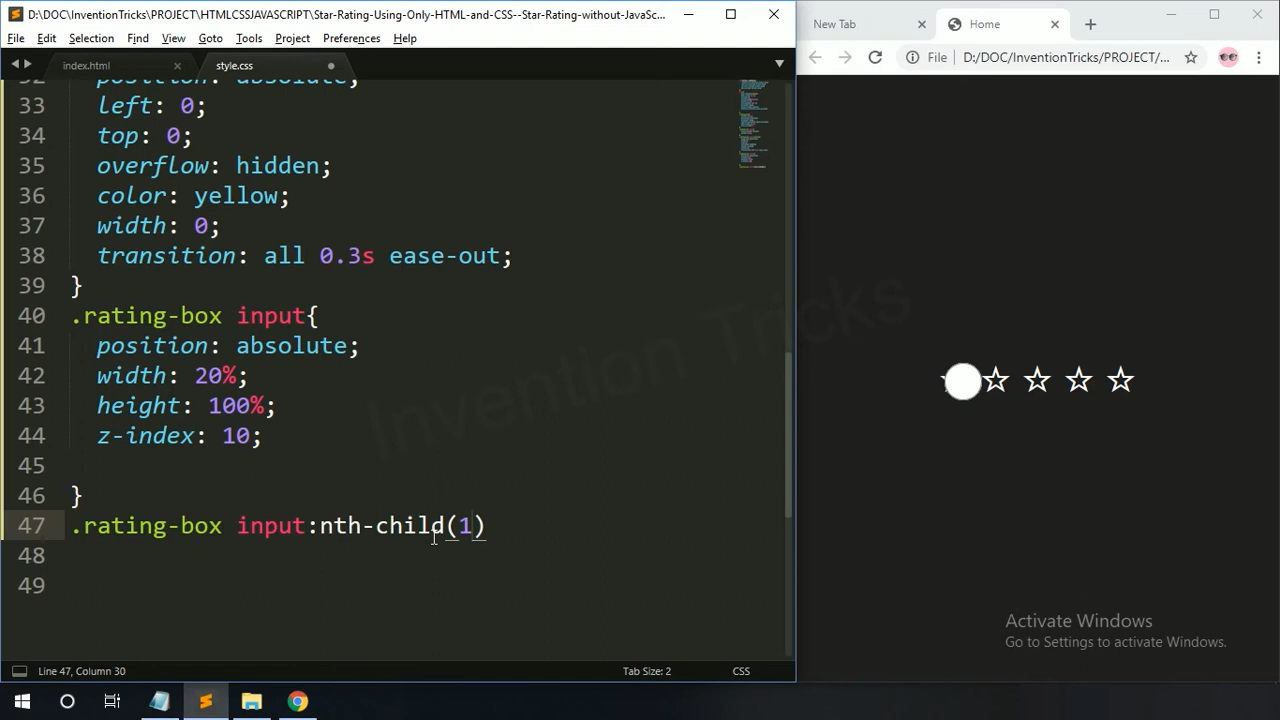 D:\DOC\InventionTricks\PROJECT\HTMLCSSJAVASCRIPT\Star-Rating-Using-Only-HTML-and-CSS--Star-Rating-without-JavaSc...
File Edit Selection Find View Goto Tools Project Preferences Help
index.html
style.css
32 position: absolute;
33 left: 0;
34 top: 0;
35 overflow: hidden;
36 color: yellow;
37 width: 0;
38 transition: all 0.3s ease-out;
39 }
40 .rating-box input{
41 position: absolute;
42 width: 20%;
43 height: 100%;
44 z-index: 10;
45
46 }
47 .rating-box input:nth-child(1)
48
49
Invention Tricks
Line 47, Column 30
Tab Size: 2
CSS
New Tab
Home
File D:/DOC/InventionTricks/PROJECT/...
Activate Windows
Go to Settings to activate Windows.